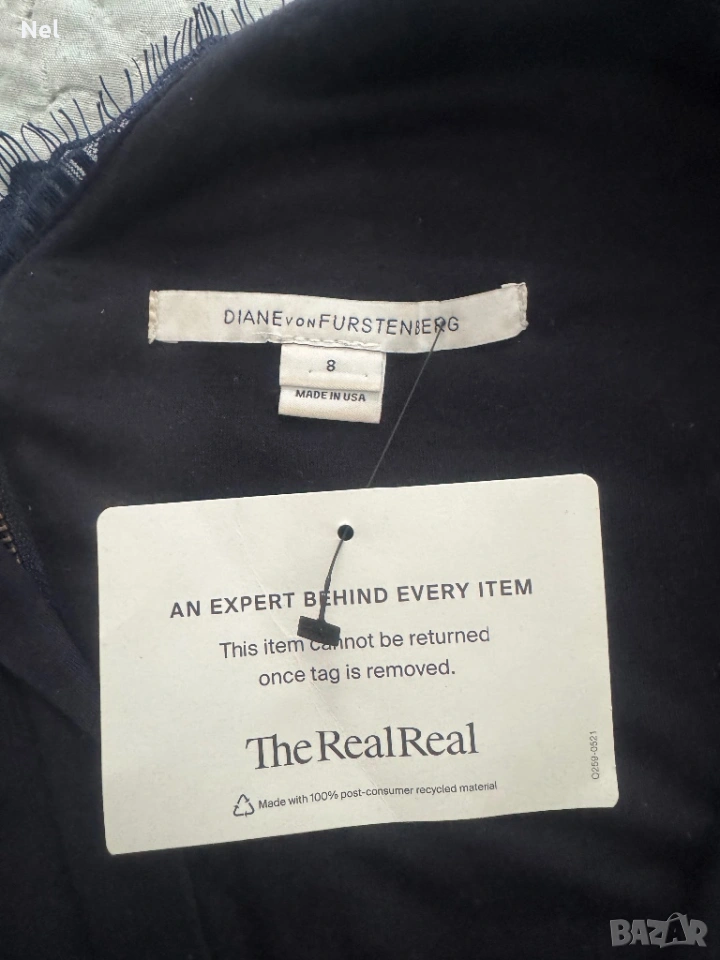 Nel
DIANE VON FURSTENBERG
8
MADE IN USA
AN EXPERT BEHIND EVERY ITEM
This item cannot be returned
once tag is removed.
The RealReal
Made with 100% post-consumer recycled material
0259-0521
BAZAR